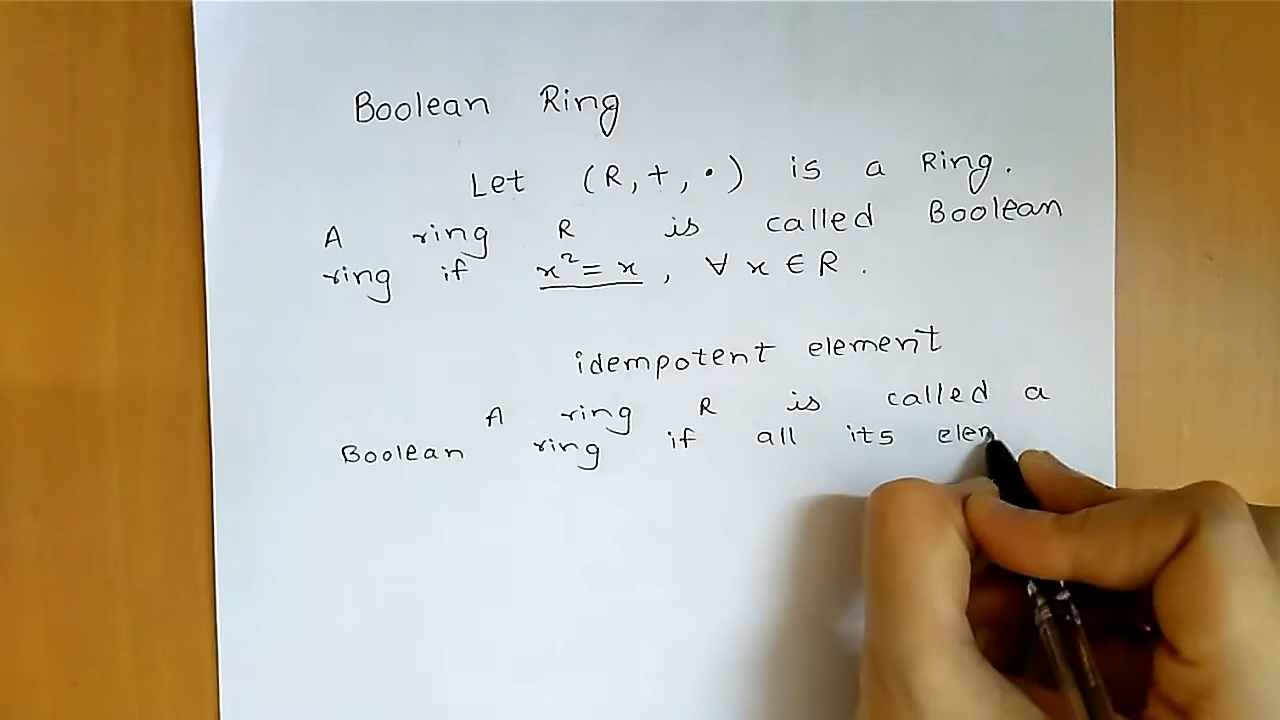 Boolean Ring
Let (R, +, •) is a Ring.
A ring R is called Boolean
ring if x² = x, ∀ x ∈ R.
idempotent element
A ring R is called a
Boolean ring if all its elem